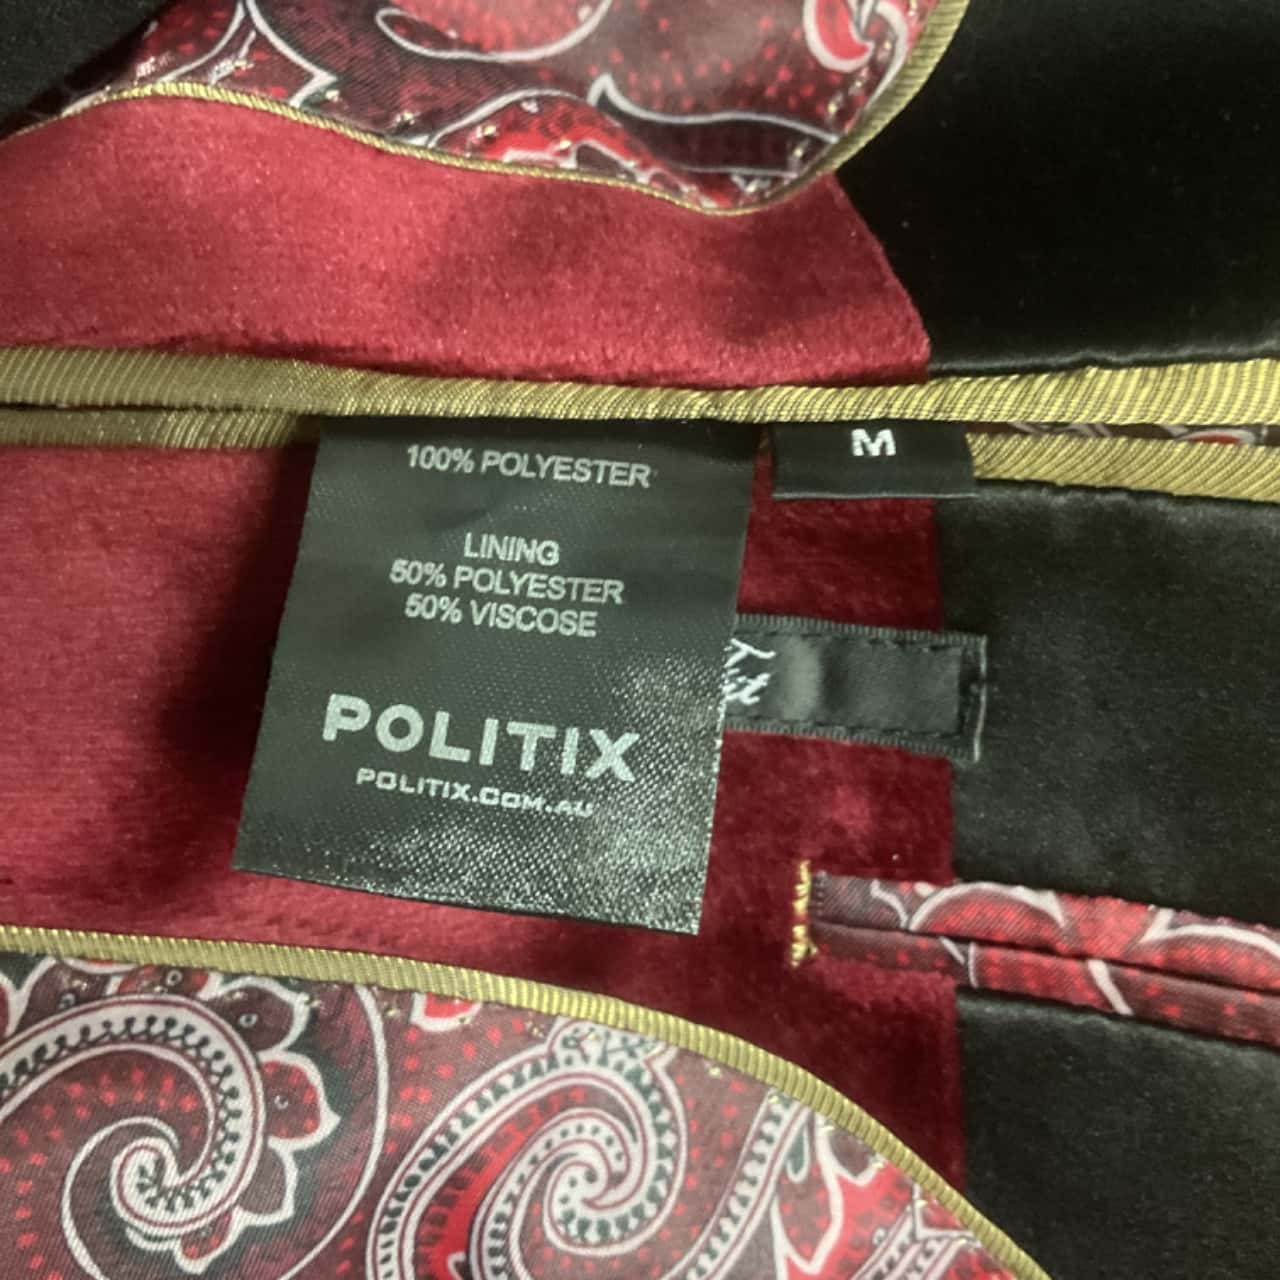 100% POLYESTER
M
LINING
50% POLYESTER
50% VISCOSE
POLITIX
POLITIX.COM.AU